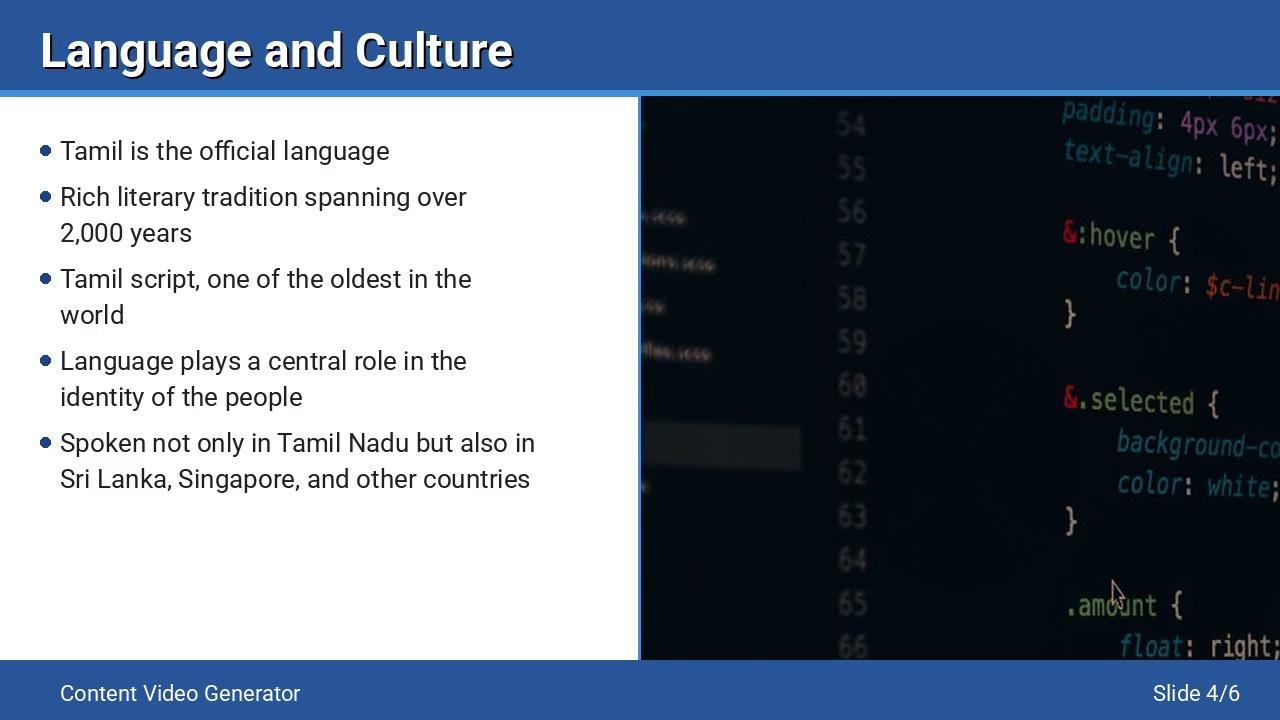 Language and Culture
Tamil is the official language
Rich literary tradition spanning over
2,000 years
Tamil script, one of the oldest in the
world
Language plays a central role in the
identity of the people
Spoken not only in Tamil Nadu but also in
Sri Lanka, Singapore, and other countries
54
padding: 4px 6px;
55
text-align: left;
56
&:hover {
57
color:
58
}
59
60
&.selected {
61
62
color: white;
63
}
64
65
.amount {
66
float: right;
Content Video Generator
Slide 4/6